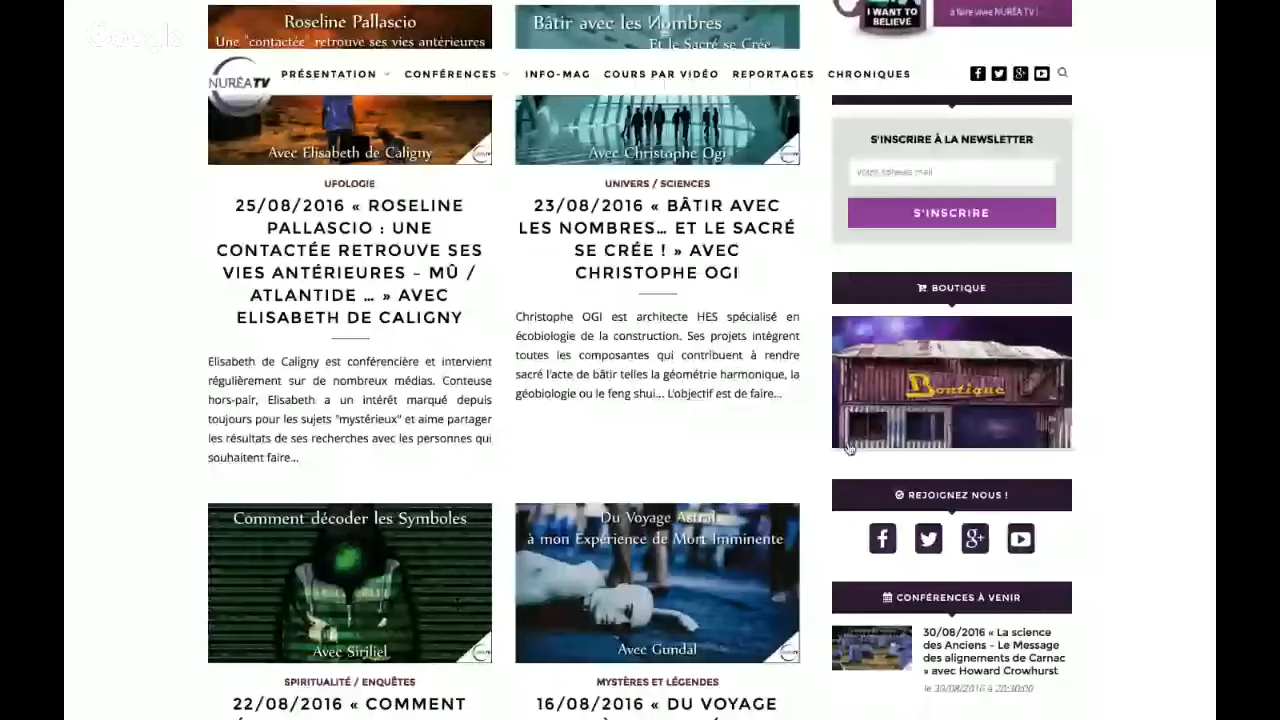 Google
Roseline Pallascio
Une "contactée" retrouve ses vies antérieures
Bâtir avec les Nombres
Et le Sacré se Crée...
I WANT TO
BELIEVE
à faire vivre NURÉA TV !
NURÉA TV
PRÉSENTATION
CONFÉRENCES
INFO-MAG
COURS PAR VIDÉO
REPORTAGES
CHRONIQUES
Avec Elisabeth de Caligny
Avec Christophe Ogi
UFOLOGIE
25/08/2016 « ROSELINE
PALLASCIO : UNE
CONTACTÉE RETROUVE SES
VIES ANTÉRIEURES – MÛ /
ATLANTIDE … » AVEC
ELISABETH DE CALIGNY
Elisabeth de Caligny est conférencière et intervient
régulièrement sur de nombreux médias. Conteuse
hors-pair, Elisabeth a un intérêt marqué depuis
toujours pour les sujets "mystérieux" et aime partager
les résultats de ses recherches avec les personnes qui
souhaitent faire...
UNIVERS / SCIENCES
23/08/2016 « BÂTIR AVEC
LES NOMBRES… ET LE SACRÉ
SE CRÉE ! » AVEC
CHRISTOPHE OGI
Christophe OGI est architecte HES spécialisé en
écobiologie de la construction. Ses projets intègrent
toutes les composantes qui contribuent à rendre
sacré l'acte de bâtir telles la géométrie harmonique, la
géobiologie ou le feng shui... L'objectif est de faire...
S'INSCRIRE À LA NEWSLETTER
Votre adresse mail
S'INSCRIRE
BOUTIQUE
Boutique
REJOIGNEZ NOUS !
CONFÉRENCES À VENIR
30/08/2016 « La science
des Anciens – Le Message
des alignements de Carnac
» avec Howard Crowhurst
le 30/08/2016 à 20:30:00
Comment décoder les Symboles
Avec Siriliel
Du Voyage Astral
à mon Expérience de Mort Imminente
Avec Gundal
SPIRITUALITÉ / ENQUÊTES
22/08/2016 « COMMENT
MYSTÈRES ET LÉGENDES
16/08/2016 « DU VOYAGE